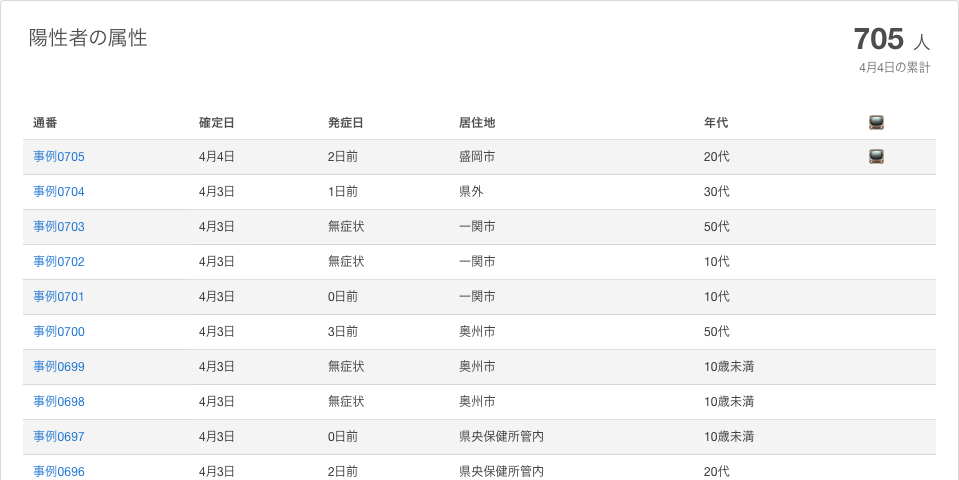 陽性者の属性
705 人
4月4日の累計
通番 確定日 発症日 居住地 年代
事例0705 4月4日 2日前 盛岡市 20代
事例0704 4月3日 1日前 県外 30代
事例0703 4月3日 無症状 一関市 50代
事例0702 4月3日 無症状 一関市 10代
事例0701 4月3日 0日前 一関市 10代
事例0700 4月3日 3日前 奥州市 50代
事例0699 4月3日 無症状 奥州市 10歳未満
事例0698 4月3日 無症状 奥州市 10歳未満
事例0697 4月3日 0日前 県央保健所管内 10歳未満
事例0696 4月3日 2日前 県央保健所管内 20代